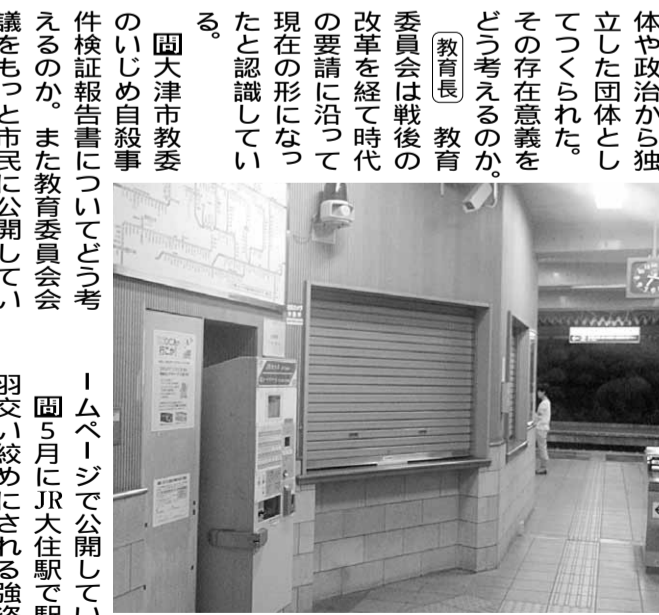 体や政治から独
立した団体とし
てつくられた。
その存在意義を
どう考えるのか。
教育長 教育
委員会は戦後の
改革を経て時代
の要請に沿って
現在の形になっ
たと認識してい
る。
問大津市教委
のいじめ自殺事
件検証報告書についてどう考
えるのか。また教育委員会会
議をもっと市民に公開してい
ームページで公開してい
問5月にJR大住駅で駅
羽交い絞めにされる強盗